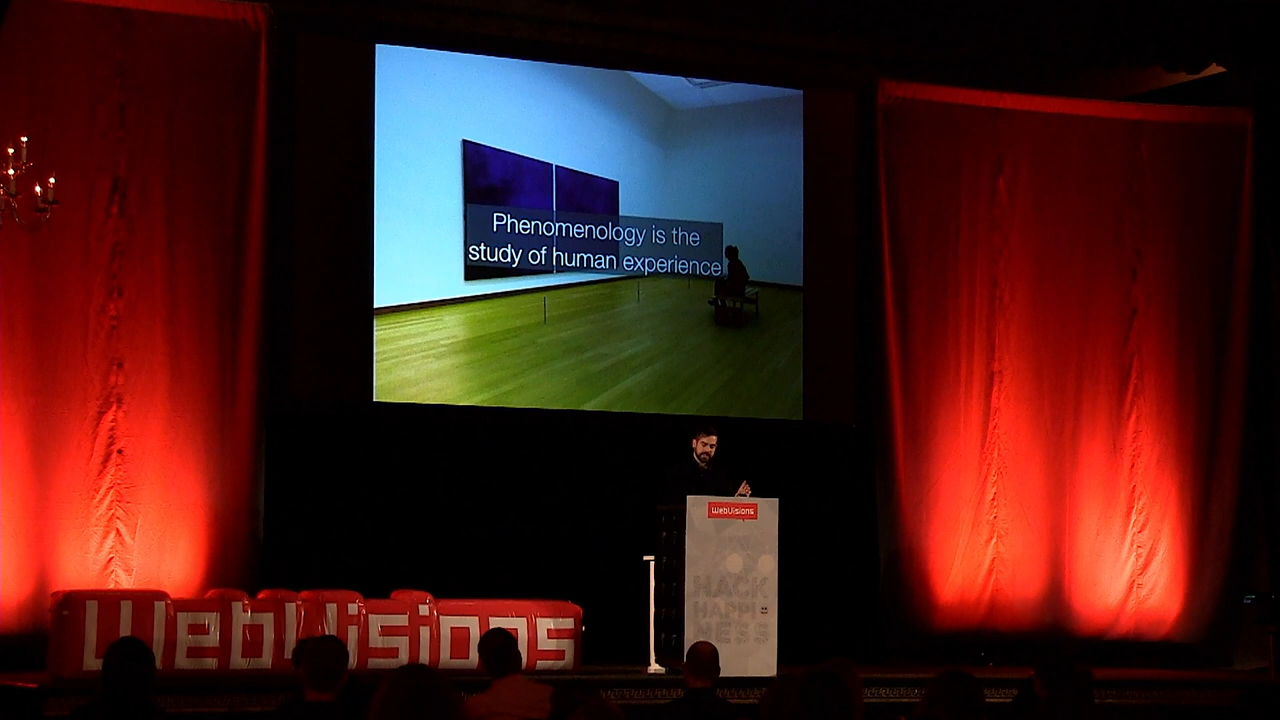 Phenomenology is the
study of human experience
WebVisions
HACK
HAPPI
NESS
WebVisions